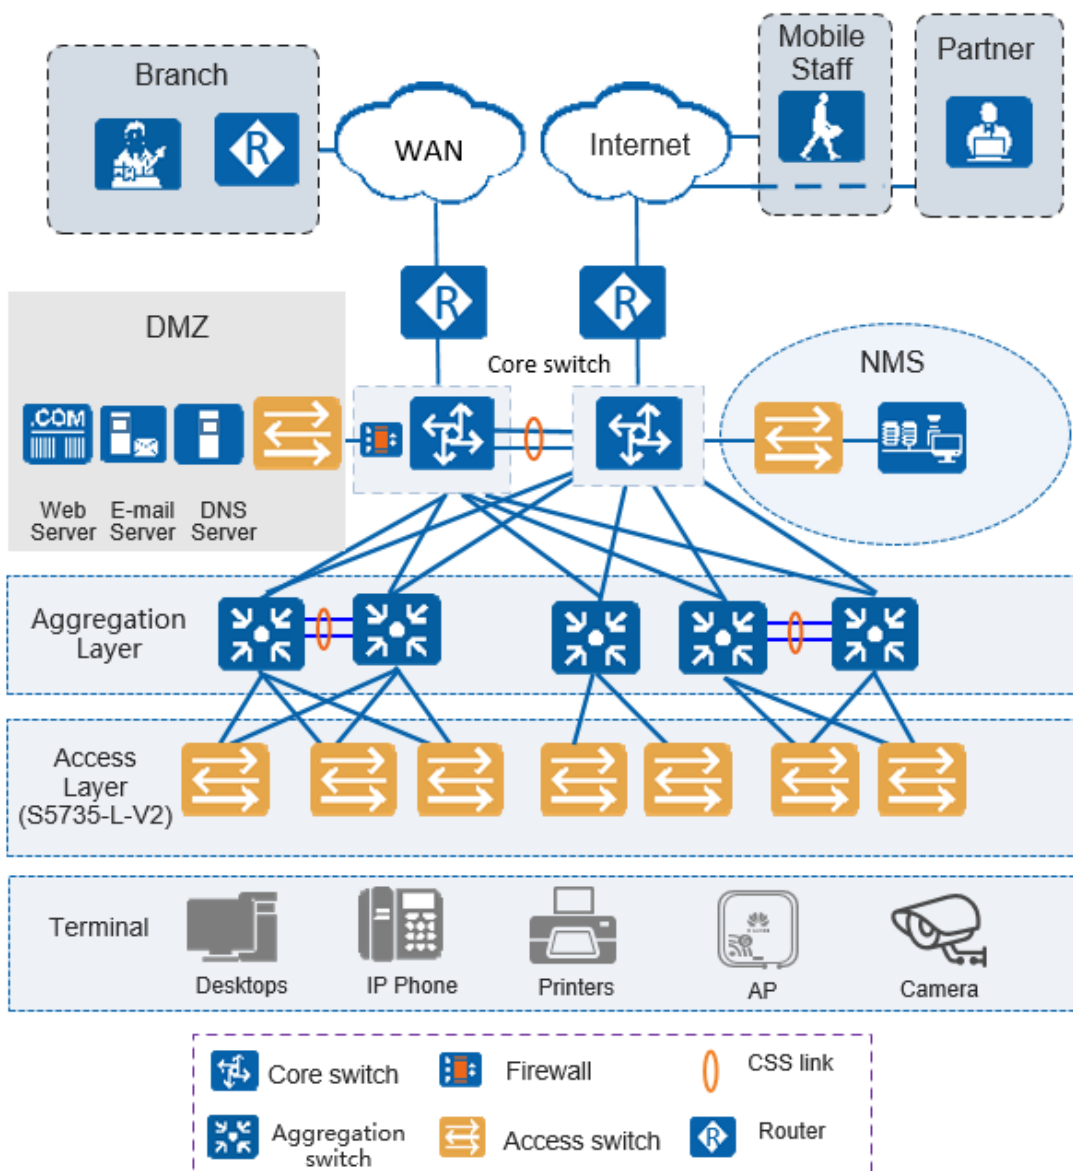 Branch
WAN
Internet
Mobile
Staff
Partner
R
R
R
DMZ
Core switch
NMS
.COM
Web
Server
E-mail
Server
DNS
Server
Aggregation
Layer
Access
Layer
(S5735-L-V2)
Terminal
Desktops
IP Phone
Printers
AP
Camera
Core switch
Firewall
CSS link
Aggregation
switch
Access switch
R
Router